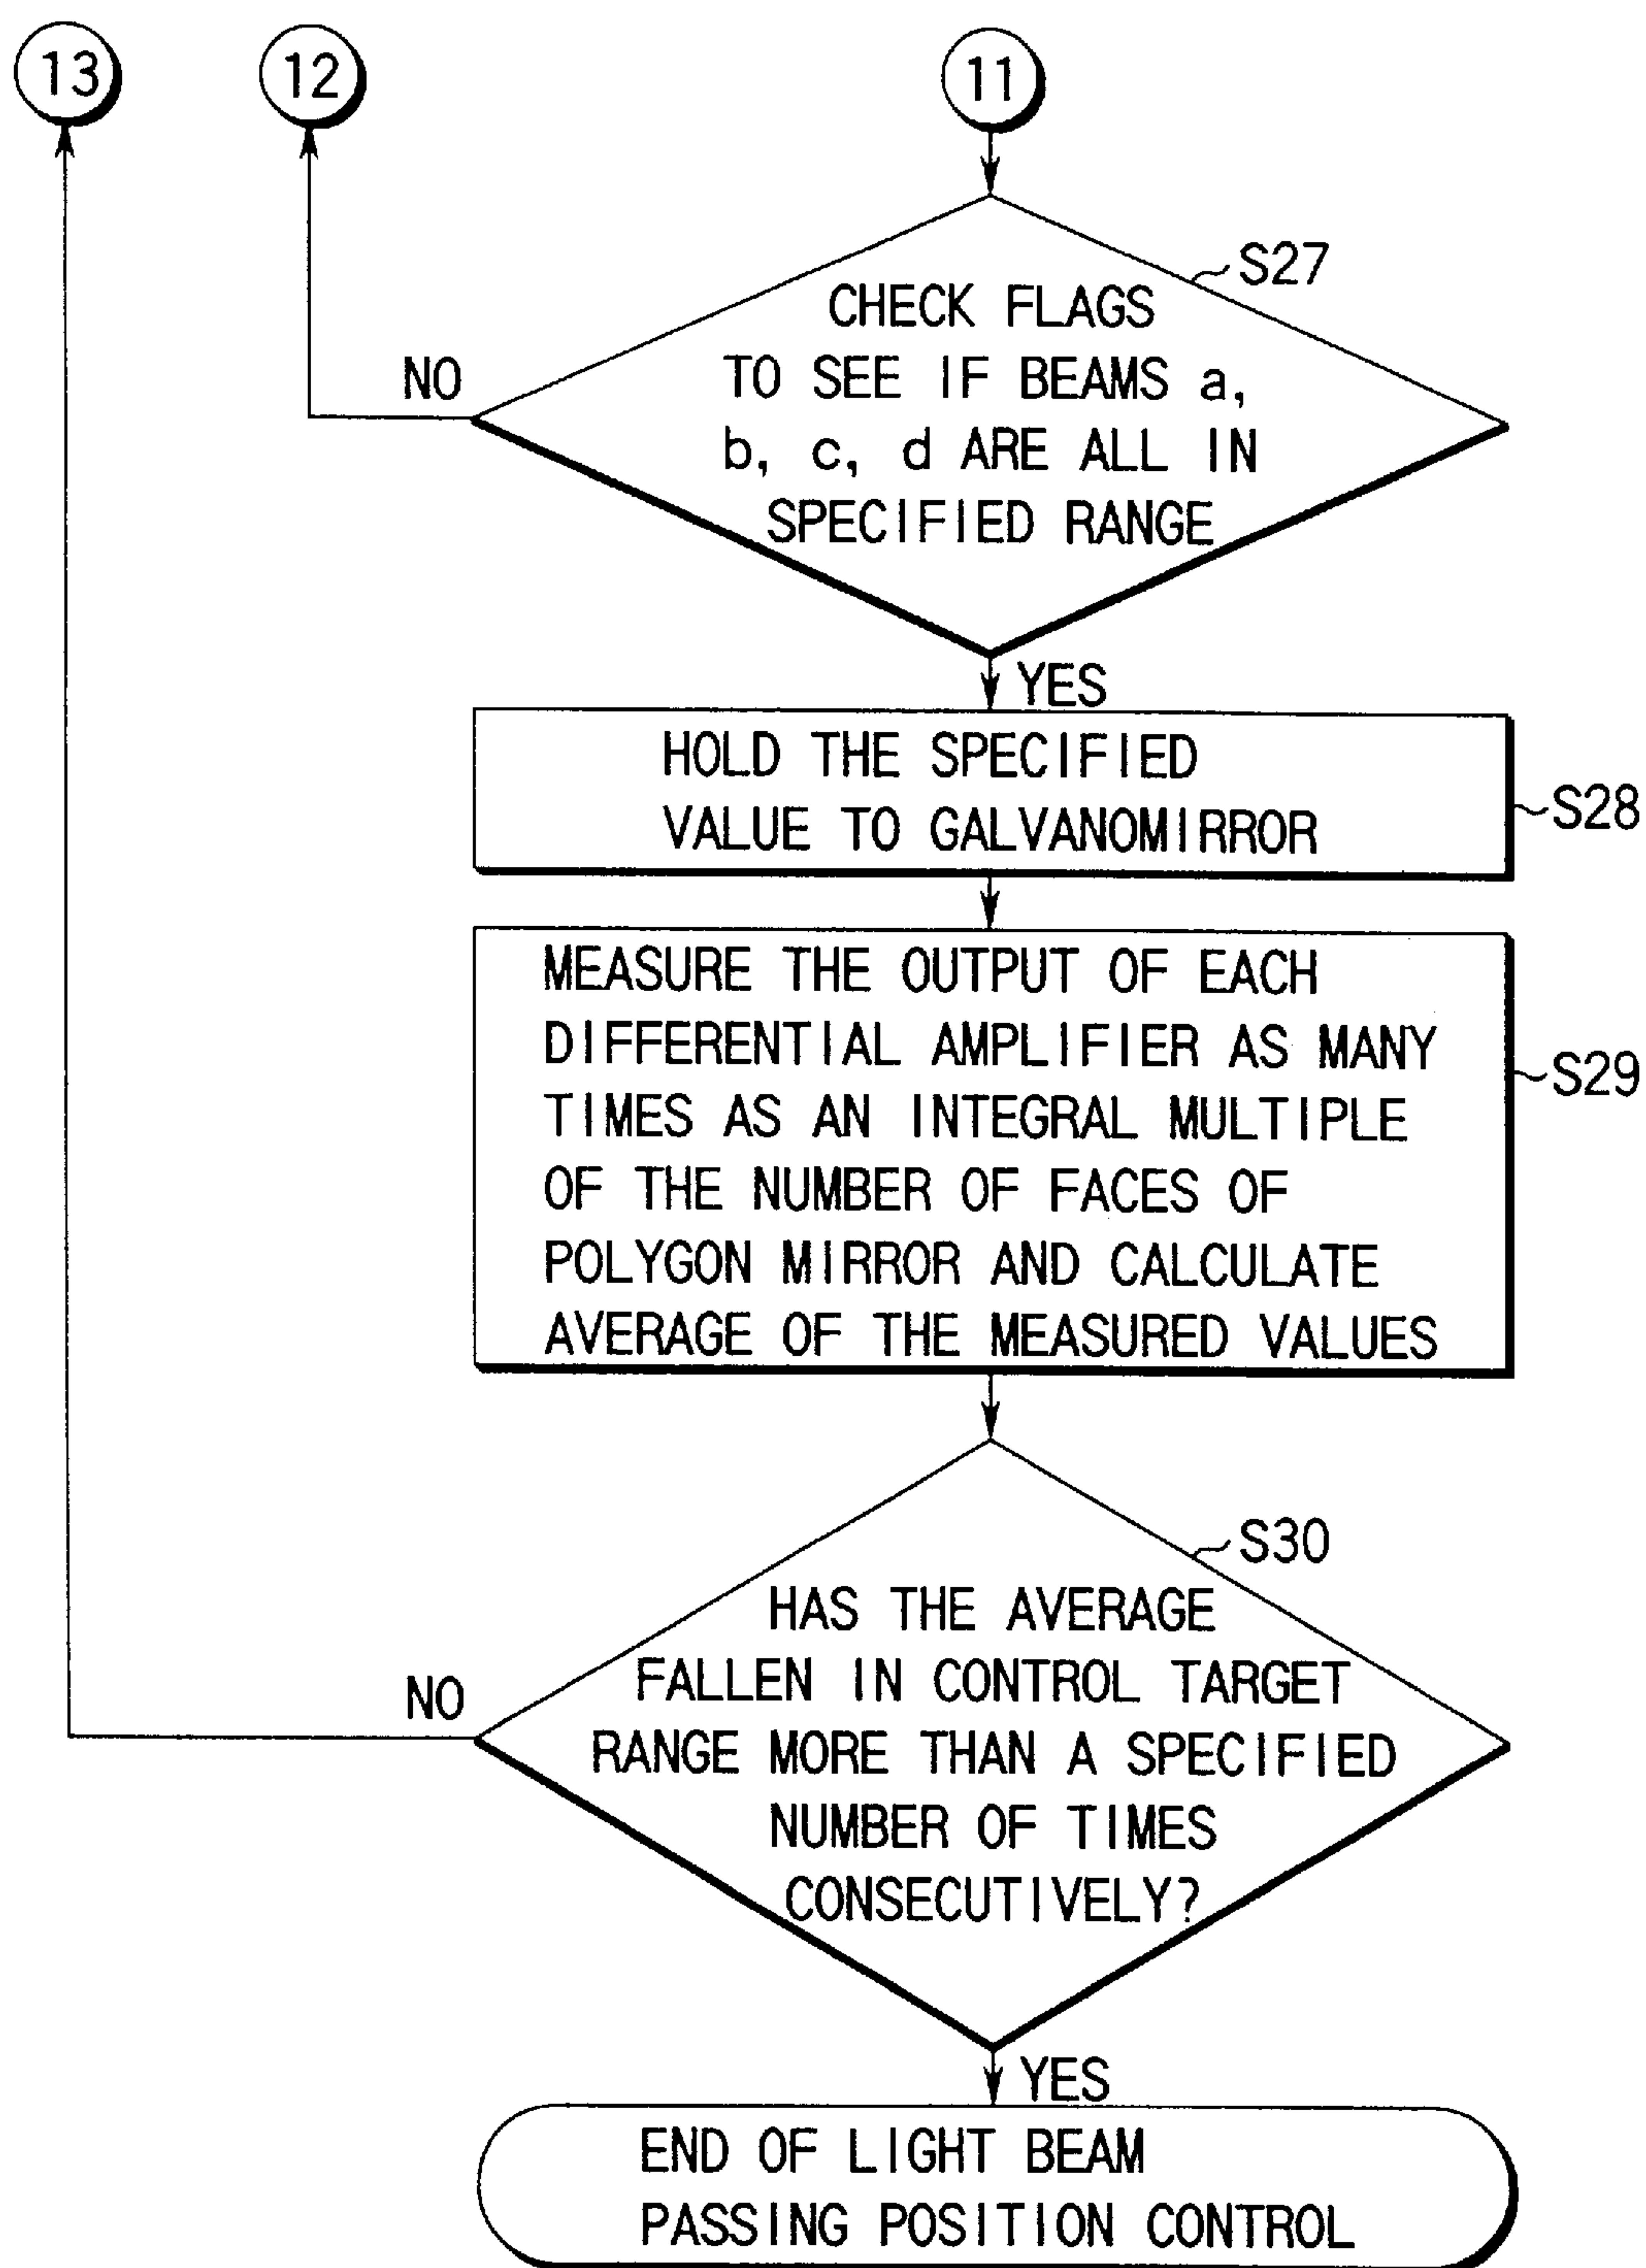 13
12
11
S27
CHECK FLAGS
TO SEE IF BEAMS a,
b, c, d ARE ALL IN
SPECIFIED RANGE
NO
YES
HOLD THE SPECIFIED
VALUE TO GALVANOMIRROR
S28
MEASURE THE OUTPUT OF EACH
DIFFERENTIAL AMPLIFIER AS MANY
TIMES AS AN INTEGRAL MULTIPLE
OF THE NUMBER OF FACES OF
POLYGON MIRROR AND CALCULATE
AVERAGE OF THE MEASURED VALUES
S29
S30
HAS THE AVERAGE
FALLEN IN CONTROL TARGET
RANGE MORE THAN A SPECIFIED
NUMBER OF TIMES
CONSECUTIVELY?
NO
YES
END OF LIGHT BEAM
PASSING POSITION CONTROL